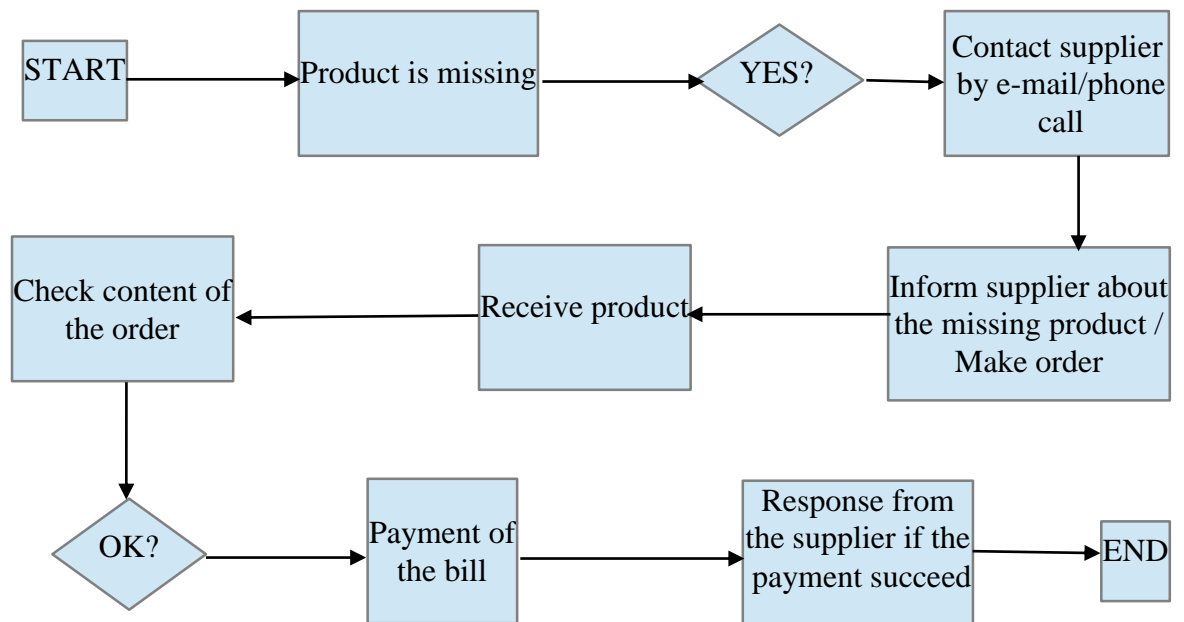 START
Product is missing
YES?
Contact supplier
by e-mail/phone
call
Inform supplier about
the missing product /
Make order
Receive product
Check content of
the order
OK?
Payment of
the bill
Response from
the supplier if the
payment succeed
END